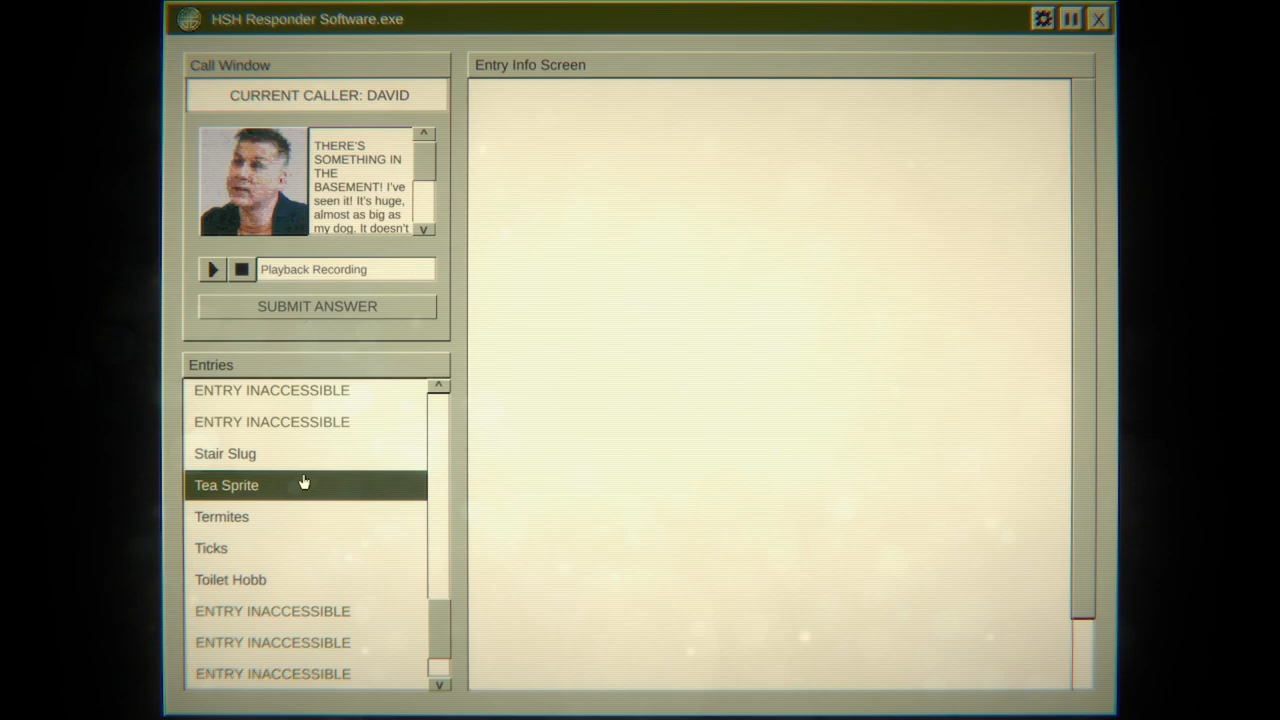 HSH Responder Software.exe
X
Call Window
CURRENT CALLER: DAVID
THERE'S
SOMETHING IN
THE
BASEMENT! I've
seen it! It's huge,
almost as big as
my dog. It doesn't
Playback Recording
SUBMIT ANSWER
Entries
ENTRY INACCESSIBLE
ENTRY INACCESSIBLE
Stair Slug
Tea Sprite
Termites
Ticks
Toilet Hobb
ENTRY INACCESSIBLE
ENTRY INACCESSIBLE
ENTRY INACCESSIBLE
Entry Info Screen